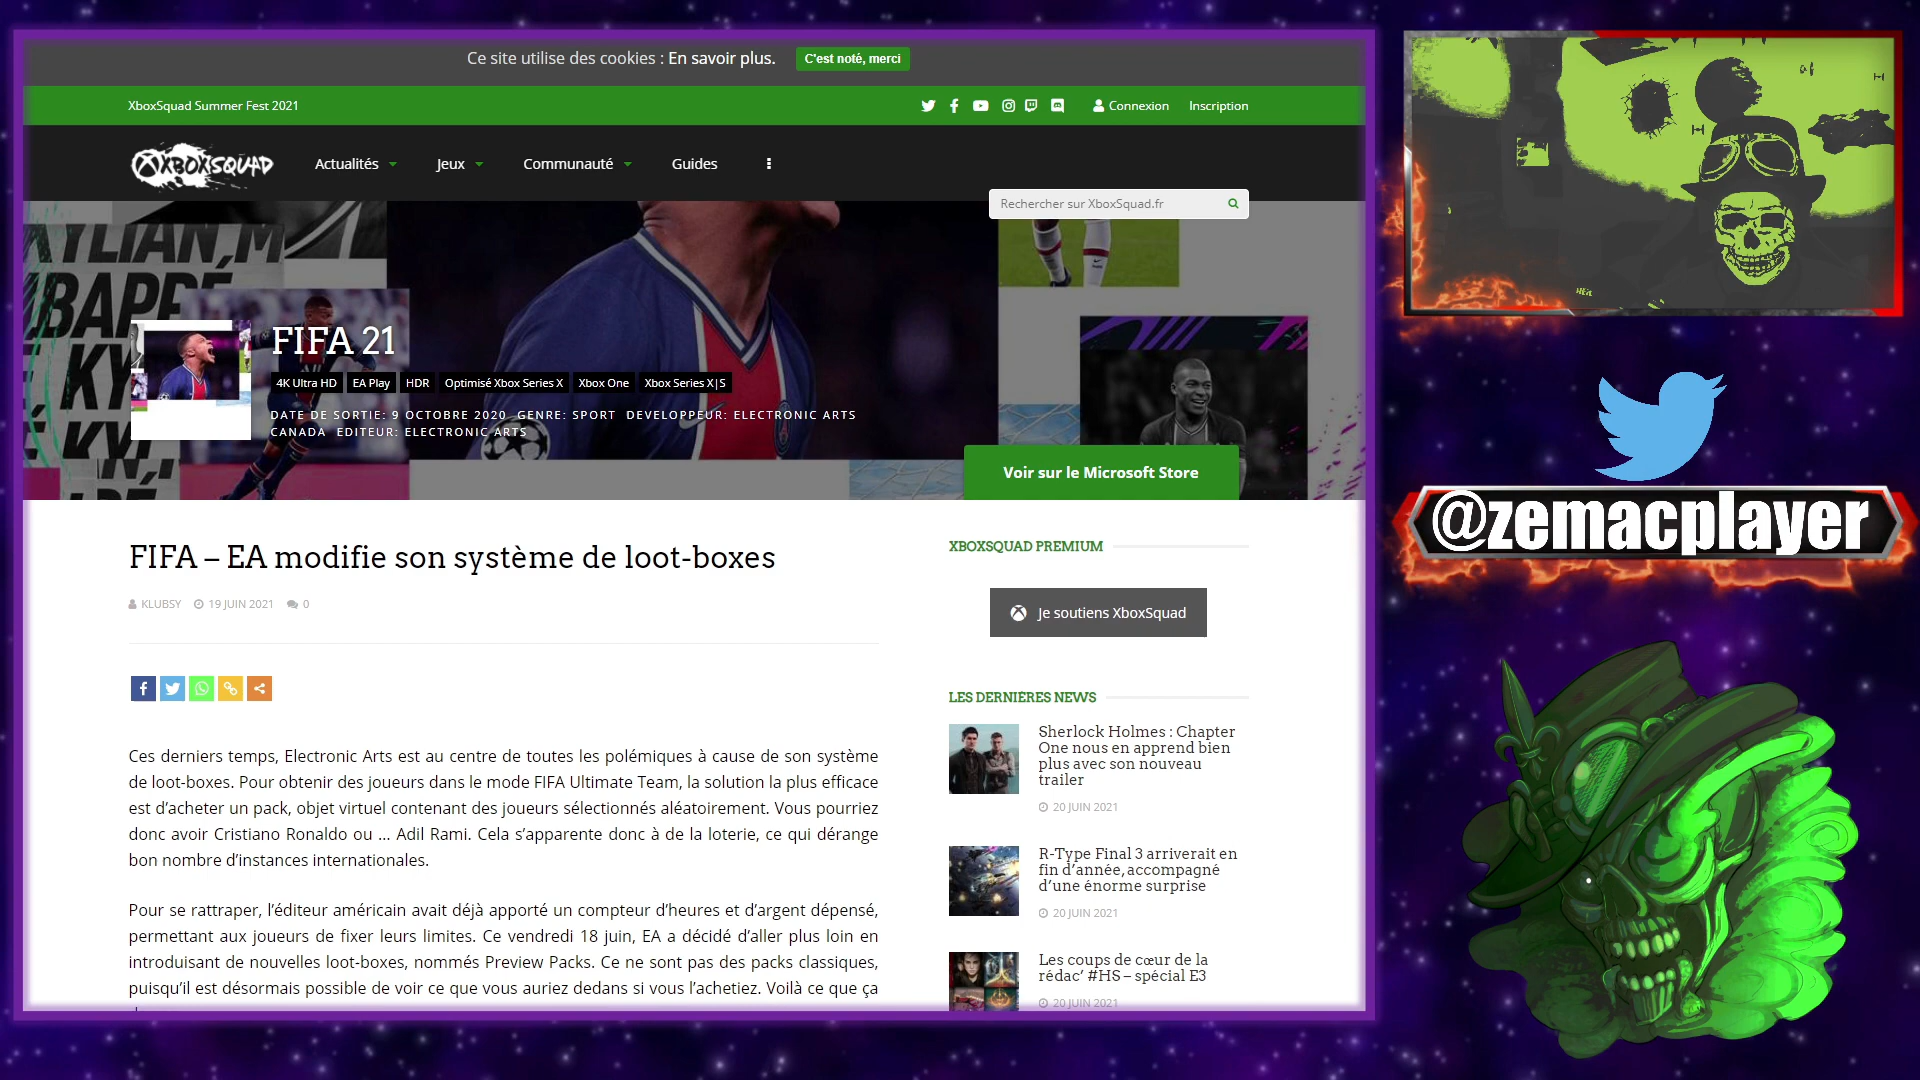 Ce site utilise des cookies : En savoir plus. C'est noté, merci
XboxSquad Summer Fest 2021
Connexion Inscription
XBOXSQUAD Actualités Jeux Communauté Guides
Rechercher sur XboxSquad.fr
KYLIAN M
BAPPÉ
FIFA 21
4K Ultra HD EA Play HDR Optimisé Xbox Series X Xbox One Xbox Series X|S
DATE DE SORTIE: 9 OCTOBRE 2020 GENRE: SPORT DEVELOPPEUR: ELECTRONIC ARTS
CANADA EDITEUR: ELECTRONIC ARTS
Voir sur le Microsoft Store
FIFA – EA modifie son système de loot-boxes
KLUBSY 19 JUIN 2021 0
Ces derniers temps, Electronic Arts est au centre de toutes les polémiques à cause de son système
de loot-boxes. Pour obtenir des joueurs dans le mode FIFA Ultimate Team, la solution la plus efficace
est d’acheter un pack, objet virtuel contenant des joueurs sélectionnés aléatoirement. Vous pourriez
donc avoir Cristiano Ronaldo ou … Adil Rami. Cela s’apparente donc à de la loterie, ce qui dérange
bon nombre d’instances internationales.
Pour se rattraper, l’éditeur américain avait déjà apporté un compteur d’heures et d’argent dépensé,
permettant aux joueurs de fixer leurs limites. Ce vendredi 18 juin, EA a décidé d’aller plus loin en
introduisant de nouvelles loot-boxes, nommés Preview Packs. Ce ne sont pas des packs classiques,
puisqu’il est désormais possible de voir ce que vous auriez dedans si vous l’achetiez. Voilà ce que ça
XBOXSQUAD PREMIUM
Je soutiens XboxSquad
LES DERNIÈRES NEWS
Sherlock Holmes : Chapter
One nous en apprend bien
plus avec son nouveau
trailer
20 JUIN 2021
R-Type Final 3 arriverait en
fin d’année, accompagné
d’une énorme surprise
20 JUIN 2021
Les coups de cœur de la
rédac’ #HS – spécial E3
20 JUIN 2021
@zemacplayer